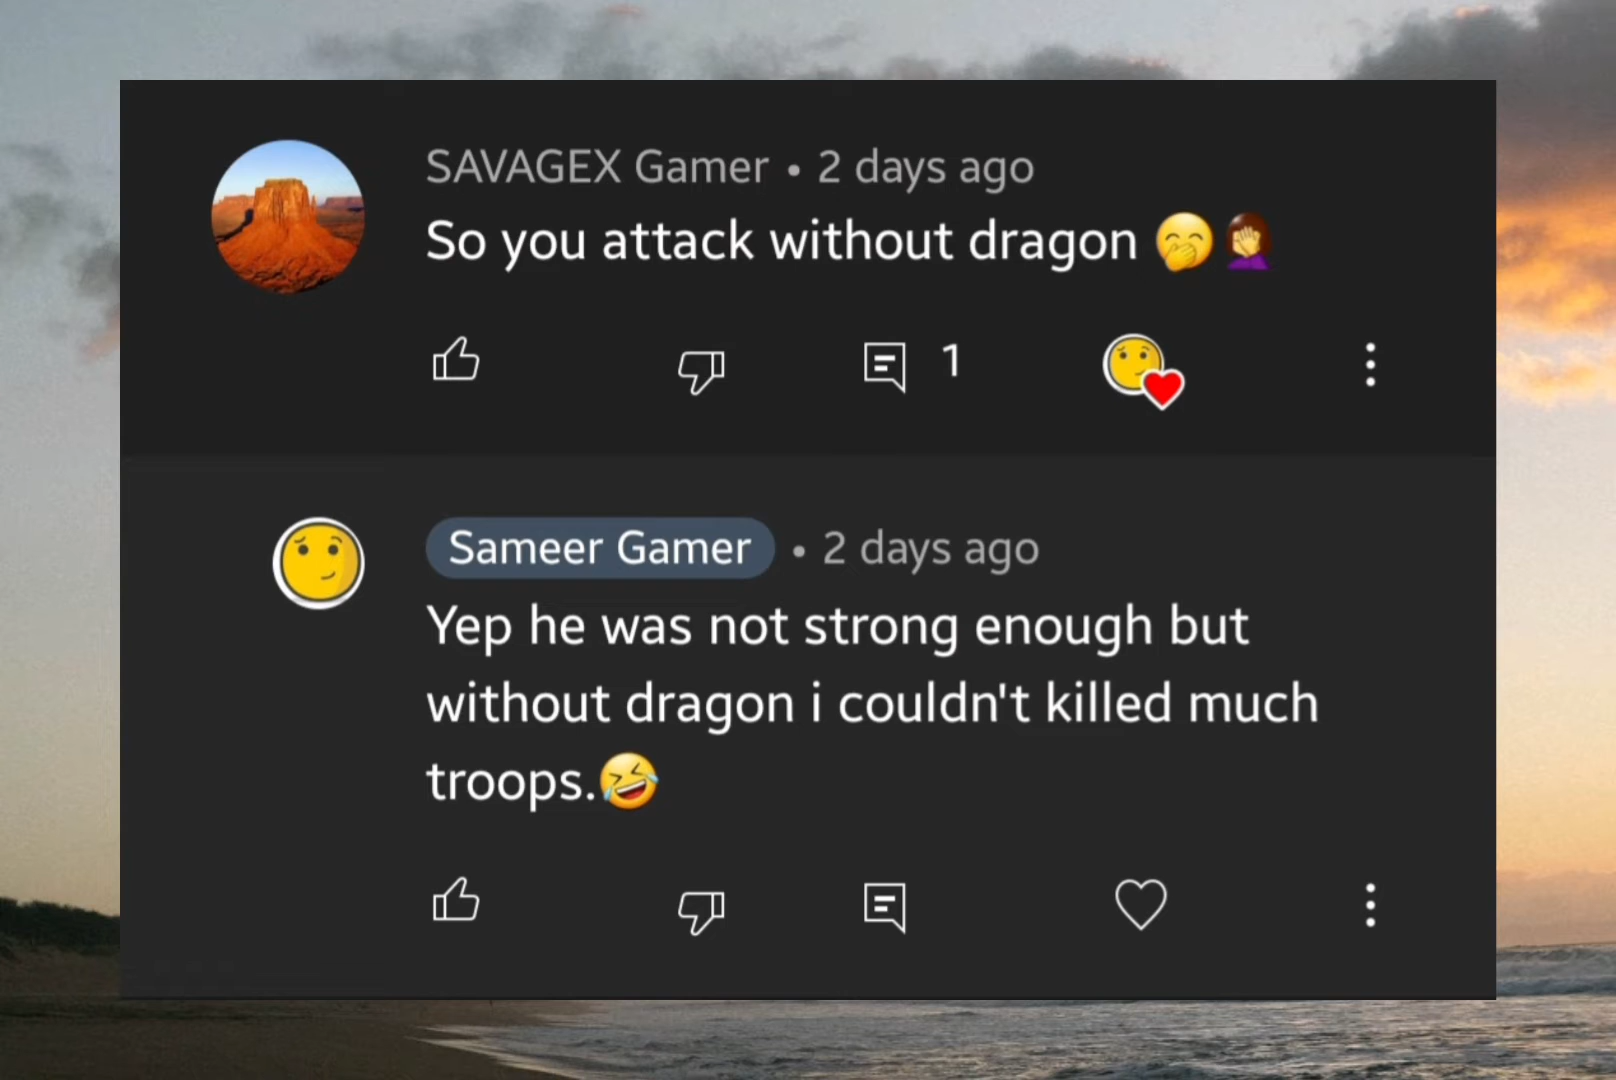 SAVAGEX Gamer • 2 days ago
So you attack without dragon 🤭🤦‍♀️
1
Sameer Gamer • 2 days ago
Yep he was not strong enough but
without dragon i couldn't killed much
troops.🤣